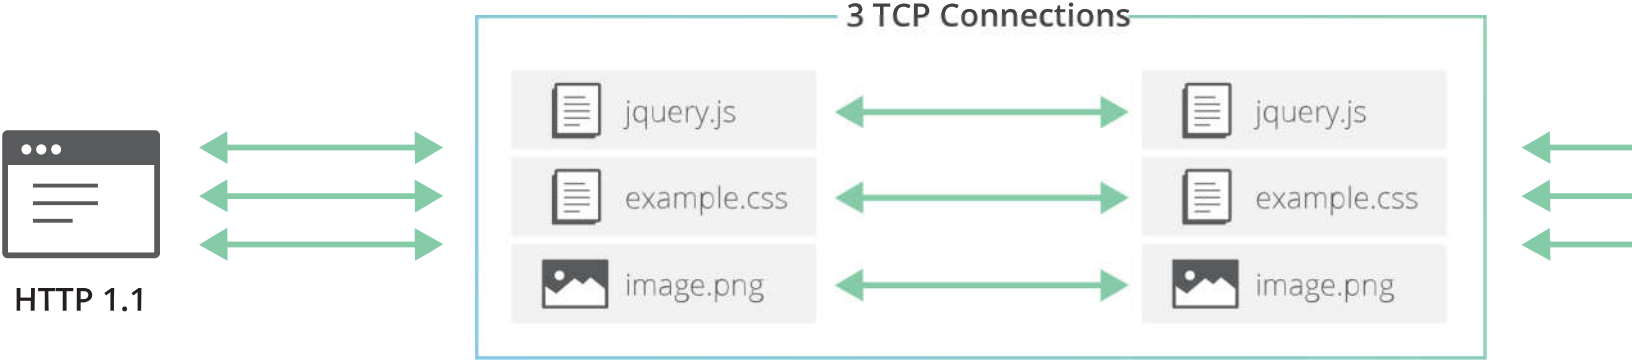 3 TCP Connections
jquery.js
jquery.js
example.css
example.css
image.png
image.png
HTTP 1.1